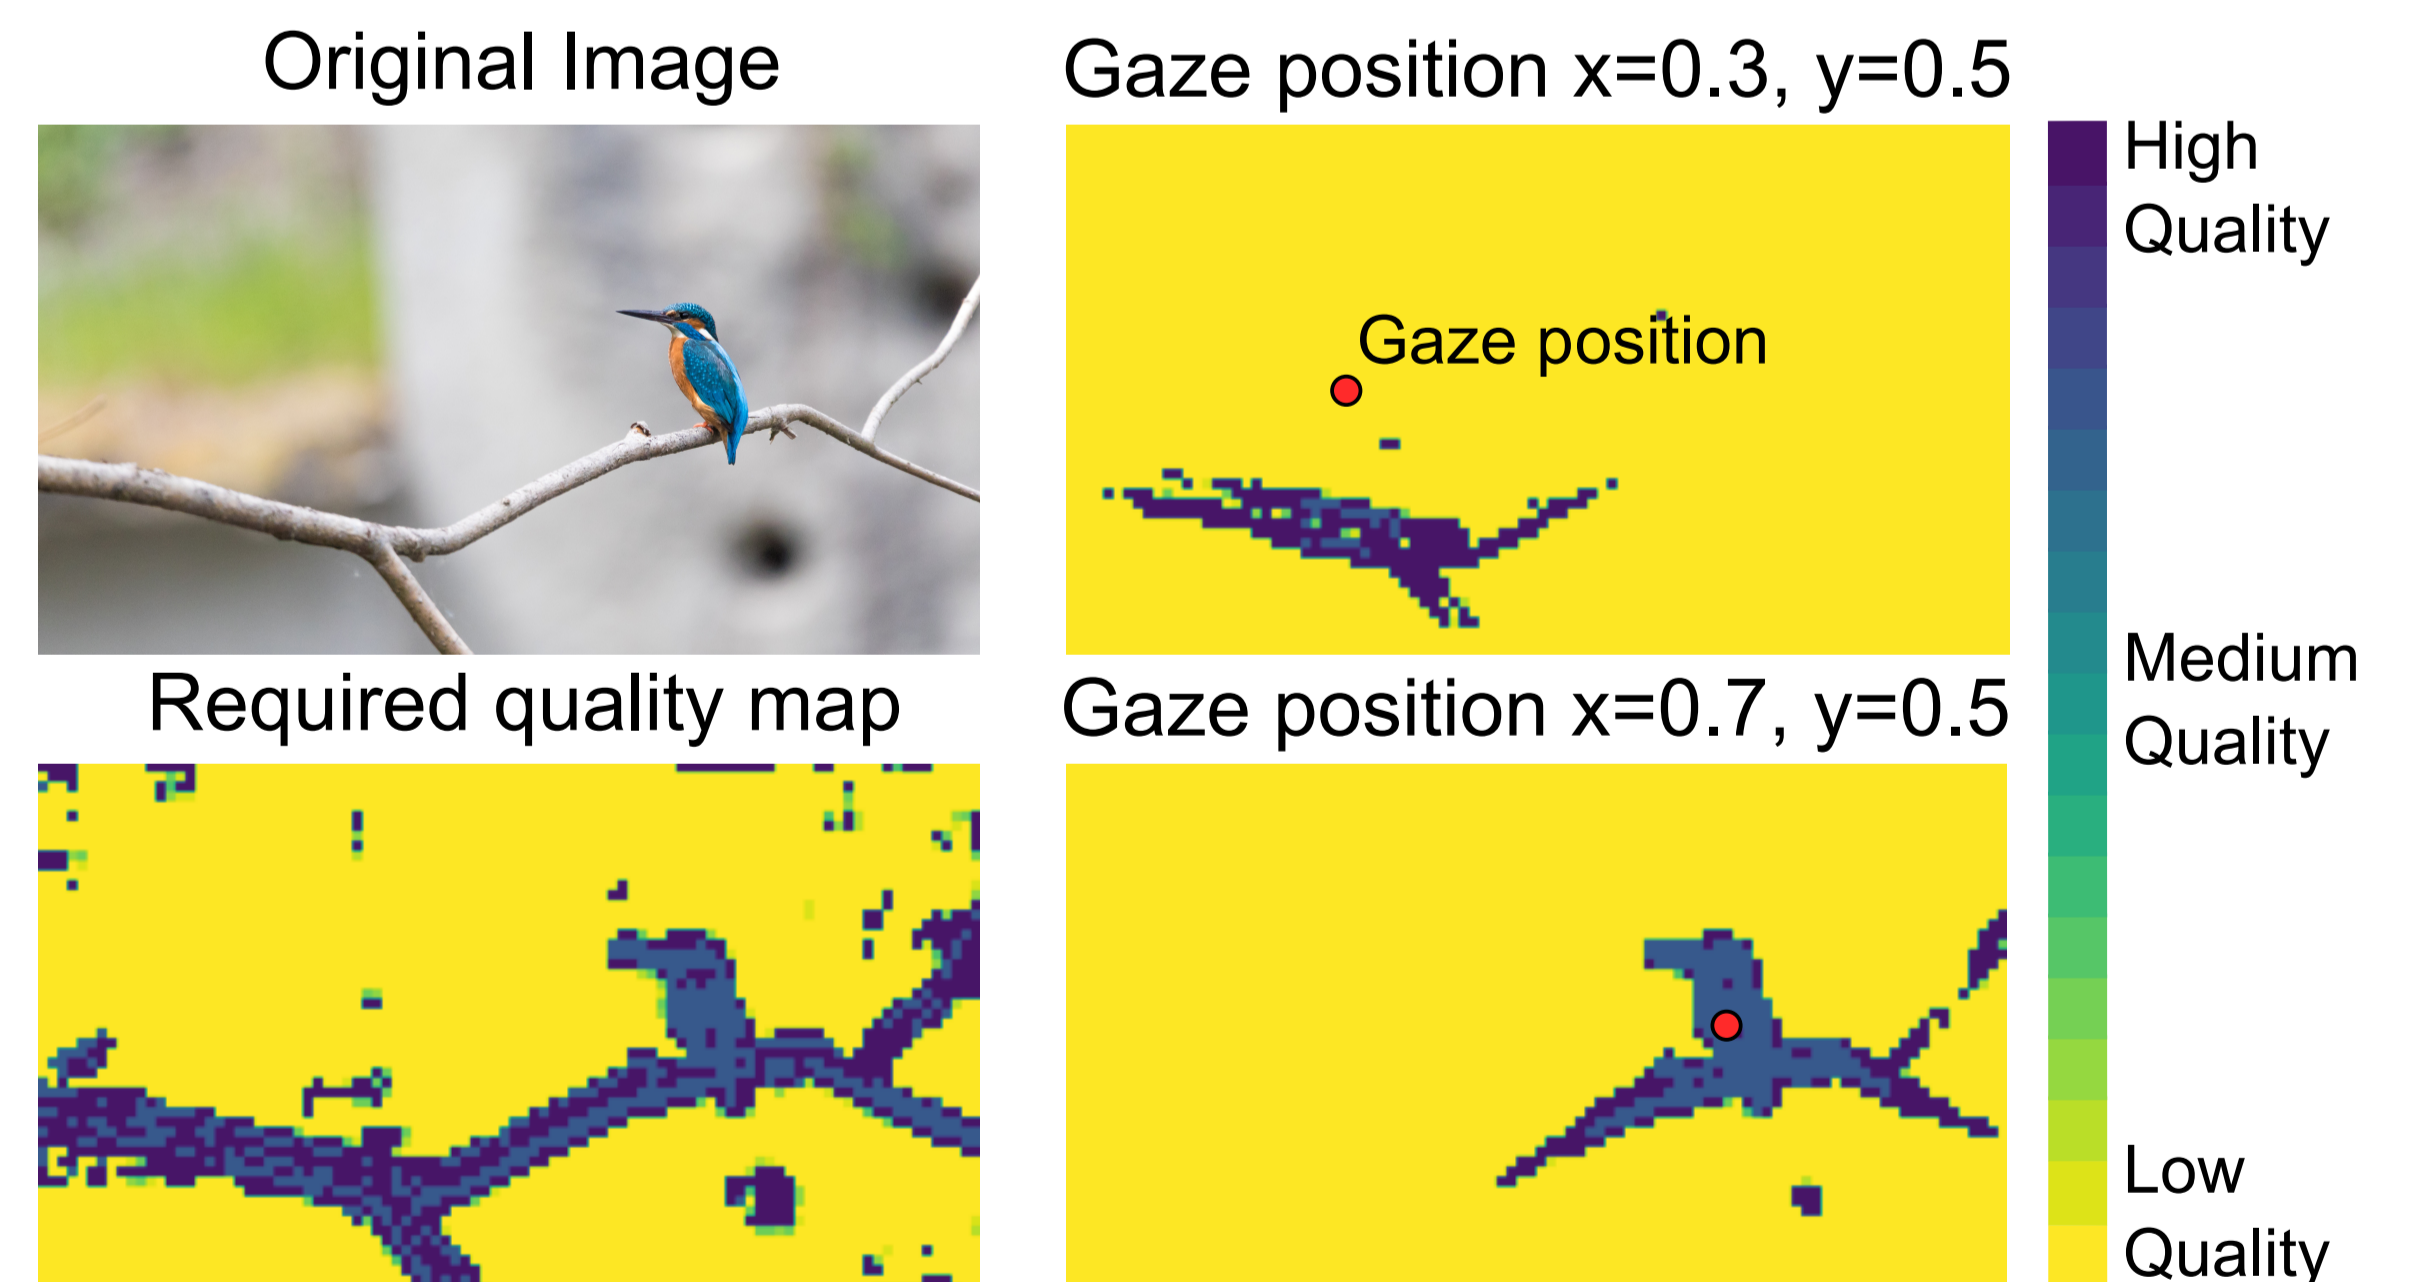 Original Image
Gaze position x=0.3, y=0.5
Gaze position
High
Quality
Medium
Quality
Low
Quality
Required quality map
Gaze position x=0.7, y=0.5